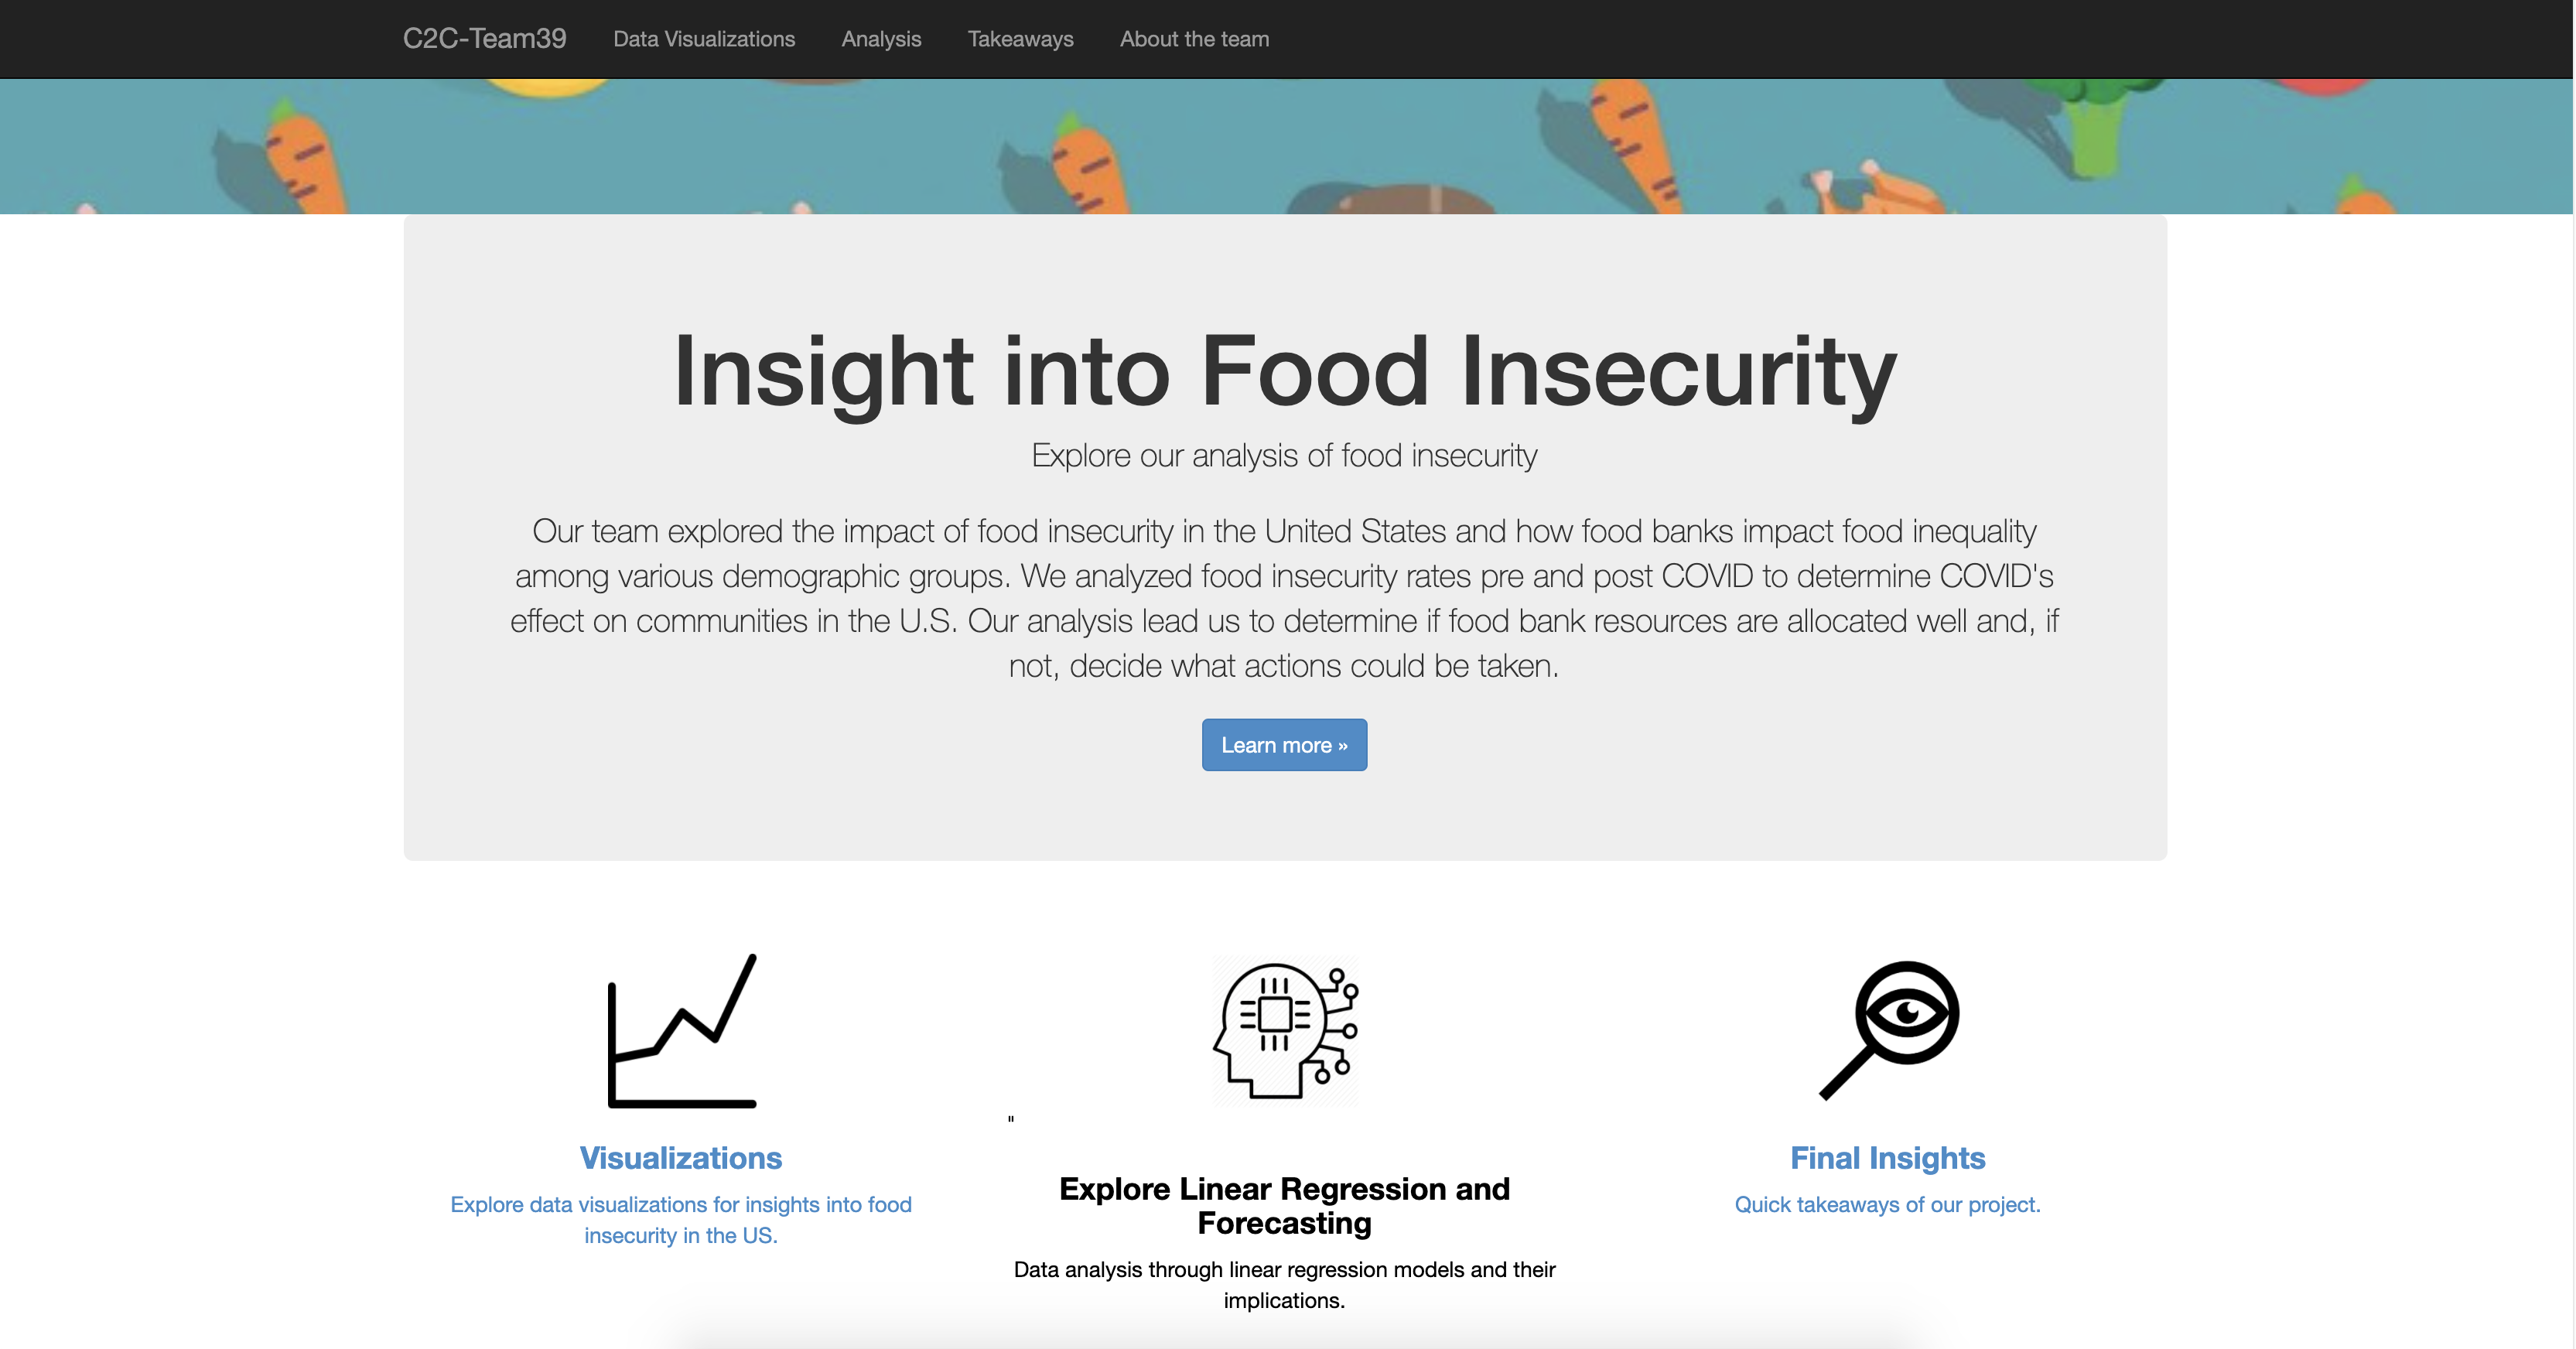 C2C-Team39 Data Visualizations Analysis Takeaways About the team
Insight into Food Insecurity
Explore our analysis of food insecurity
Our team explored the impact of food insecurity in the United States and how food banks impact food inequality
among various demographic groups. We analyzed food insecurity rates pre and post COVID to determine COVID's
effect on communities in the U.S. Our analysis lead us to determine if food bank resources are allocated well and, if
not, decide what actions could be taken.
Learn more »
Visualizations
Explore data visualizations for insights into food
insecurity in the US.
"
Explore Linear Regression and
Forecasting
Data analysis through linear regression models and their
implications.
Final Insights
Quick takeaways of our project.